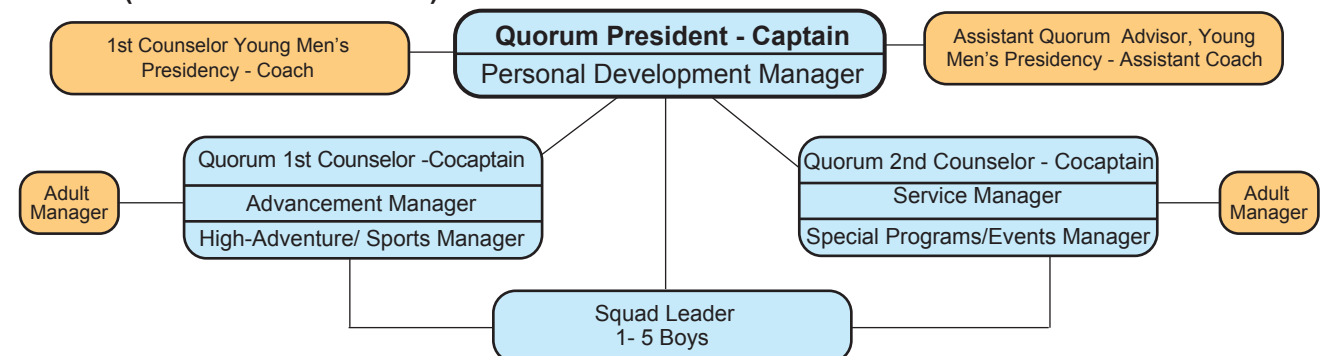 1st Counselor Young Men's
Presidency - Coach
Quorum President - Captain
Personal Development Manager
Assistant Quorum Advisor, Young
Men's Presidency - Assistant Coach
Adult
Manager
Quorum 1st Counselor -Cocaptain
Advancement Manager
High-Adventure/ Sports Manager
Quorum 2nd Counselor - Cocaptain
Service Manager
Special Programs/Events Manager
Adult
Manager
Squad Leader
1- 5 Boys